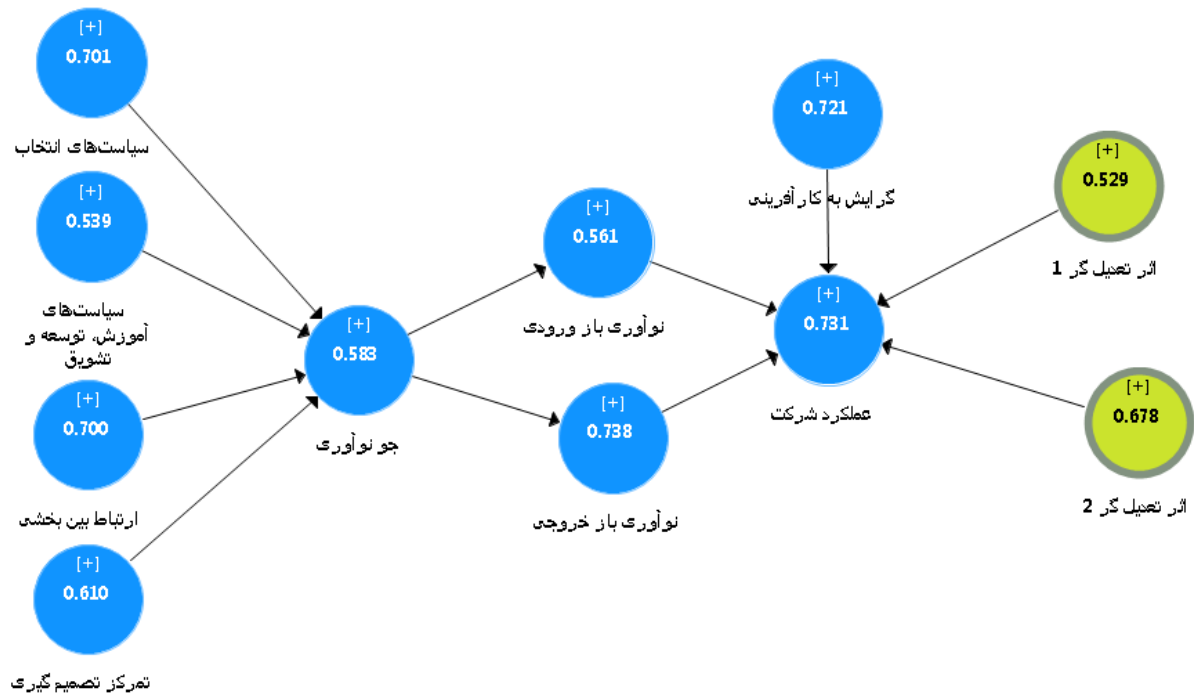 [+]
0.701
سیاست‌های انتخاب
[+]
0.539
سیاست‌های
آموزش، توسعه و
تشویق
[+]
0.700
ارتباط بین بخشی
[+]
0.610
تمرکز تصمیم گیری
[+]
0.583
جو نوآوری
[+]
0.561
نوآوری باز ورودی
[+]
0.738
نوآوری باز خروجی
[+]
0.721
گرایش به کارآفرینی
[+]
0.731
عملکرد شرکت
[+]
0.529
اثر تعدیل گر 1
[+]
0.678
اثر تعدیل گر 2